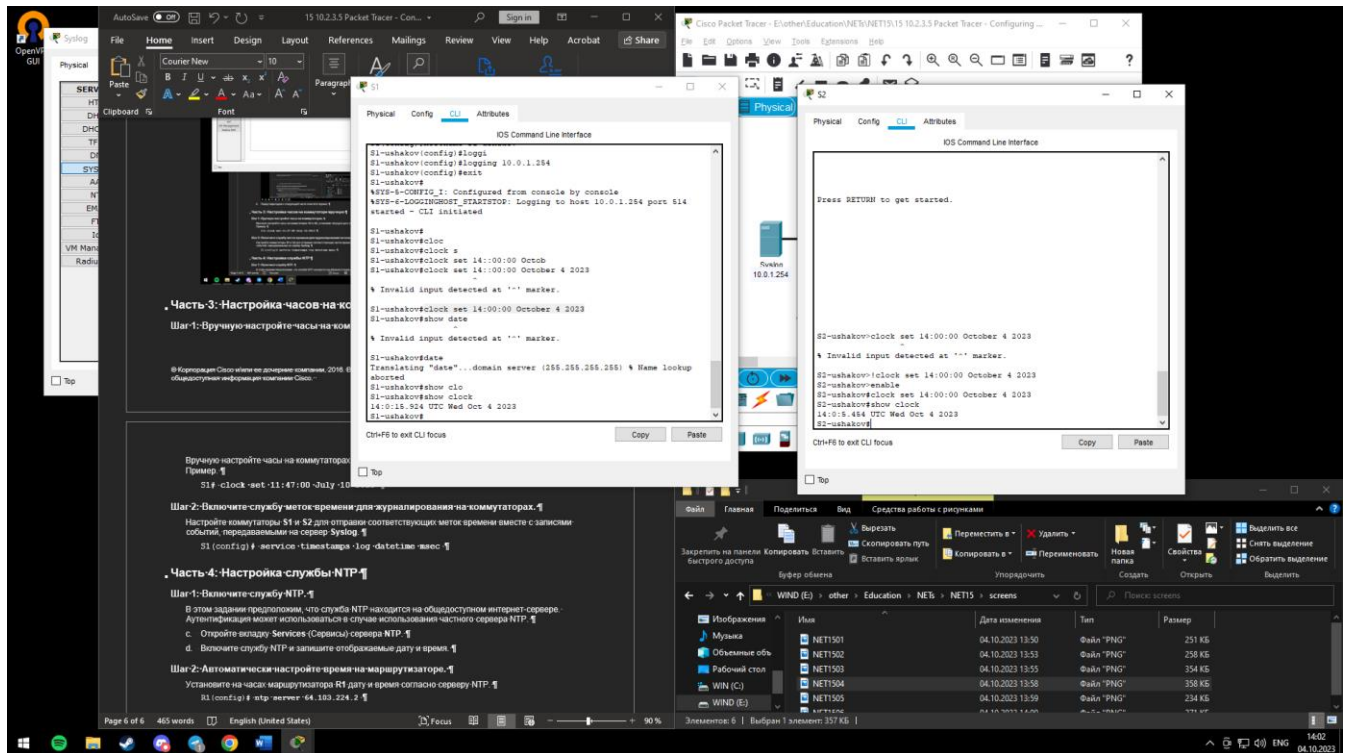 OpenVP
GUI
Syslog
Physical
SERV
HT
DH
DHC
TF
DI
SYS
A/
N'
EM
F1
Io
VM Mana
Radiu
Top
AutoSave Off
15 10.2.3.5 Packet Tracer - Con...
Sign in
File Home Insert Design Layout References Mailings Review View Help Acrobat Share
Paste
Courier New 10
Paragraph
Clipboard Font
Часть·3:·Настройка·часов·на·ко
Шаг·1:·Вручную·настройте·часы·на·ком
общедоступная·информация·компании·Cisco.
Вручную·настройте·часы·на·коммутаторах
Пример.¶
S1#·clock·set·11:47:00·July·10
Шаг·2:·Включите·службу·меток·времени·для·журналирования·на·коммутаторах.¶
Настройте·коммутаторы·S1·и·S2·для·отправки·соответствующих·меток·времени·вместе·с·записями·
событий,·передаваемыми·на·сервер·Syslog.¶
S1(config)#·service·timestamps·log·datetime·msec·¶
Часть·4:·Настройка·службы·NTP·¶
Шаг·1:·Включите·службу·NTP.·¶
В·этом·задании·предположим,·что·служба·NTP·находится·на·общедоступном·интернет-сервере.·
Аутентификация·может·использоваться·в·случае·использования·частного·сервера·NTP.·¶
c. Откройте·вкладку·Services·(Сервисы)·сервера·NTP.·¶
d. Включите·службу·NTP·и·запишите·отображаемые·дату·и·время.·¶
Шаг·2:·Автоматически·настройте·время·на·маршрутизаторе.·¶
Установите·на·часах·маршрутизатора·R1·дату·и·время·согласно·серверу·NTP.·¶
R1(config)#·ntp·server·64.103.224.2·¶
Page 6 of 6 465 words English (United States) Focus 90%
S1
Physical Config CLI Attributes
IOS Command Line Interface
S1-ushakov(config)#loggi
S1-ushakov(config)#logging 10.0.1.254
S1-ushakov(config)#exit
S1-ushakov#
%SYS-5-CONFIG_I: Configured from console by console
%SYS-6-LOGGINGHOST_STARTSTOP: Logging to host 10.0.1.254 port 514
started - CLI initiated
S1-ushakov#
S1-ushakov#cloc
S1-ushakov#clock s
S1-ushakov#clock set 14::00:00 Octob
S1-ushakov#clock set 14::00:00 October 4 2023
^
% Invalid input detected at '^' marker.
S1-ushakov#clock set 14:00:00 October 4 2023
S1-ushakov#show date
^
% Invalid input detected at '^' marker.
S1-ushakov#date
Translating "date"...domain server (255.255.255.255) % Name lookup
aborted
S1-ushakov#show clo
S1-ushakov#show clock
14:0:15.924 UTC Wed Oct 4 2023
S1-ushakov#
Ctrl+F6 to exit CLI focus
Copy Paste
Top
Cisco Packet Tracer - E:\other\Education\NETs\NET15\15 10.2.3.5 Packet Tracer - Configuring ...
File Edit Options View Tools Extensions Help
Physical
Syslog
10.0.1.254
S2
Physical Config CLI Attributes
IOS Command Line Interface
Press RETURN to get started.
S2-ushakov>clock set 14:00:00 October 4 2023
^
% Invalid input detected at '^' marker.
S2-ushakov>!clock set 14:00:00 October 4 2023
S2-ushakov>enable
S2-ushakov#clock set 14:00:00 October 4 2023
S2-ushakov#show clock
14:0:5.454 UTC Wed Oct 4 2023
S2-ushakov#
Ctrl+F6 to exit CLI focus
Copy Paste
Top
Файл Главная Поделиться Вид Средства работы с рисунками
Закрепить на панели быстрого доступа
Копировать Вставить
Вырезать
Скопировать путь
Вставить ярлык
Переместить в Удалить
Копировать в Переименовать
Новая папка
Свойства
Выделить все
Снять выделение
Обратить выделение
Буфер обмена Упорядочить Создать Открыть Выделить
WIND (E:) › other › Education › NETs › NET15 › screens
Поиск: screens
Имя Дата изменения Тип Размер
Изображения
Музыка
Объемные объ
Рабочий стол
WIN (C:)
WIND (E:)
NET1501 04.10.2023 13:50 Файл "PNG" 251 КБ
NET1502 04.10.2023 13:53 Файл "PNG" 258 КБ
NET1503 04.10.2023 13:55 Файл "PNG" 354 КБ
NET1504 04.10.2023 13:58 Файл "PNG" 358 КБ
NET1505 04.10.2023 13:59 Файл "PNG" 234 КБ
Элементов: 6 Выбран 1 элемент: 357 КБ
ENG
14:02
04.10.2023